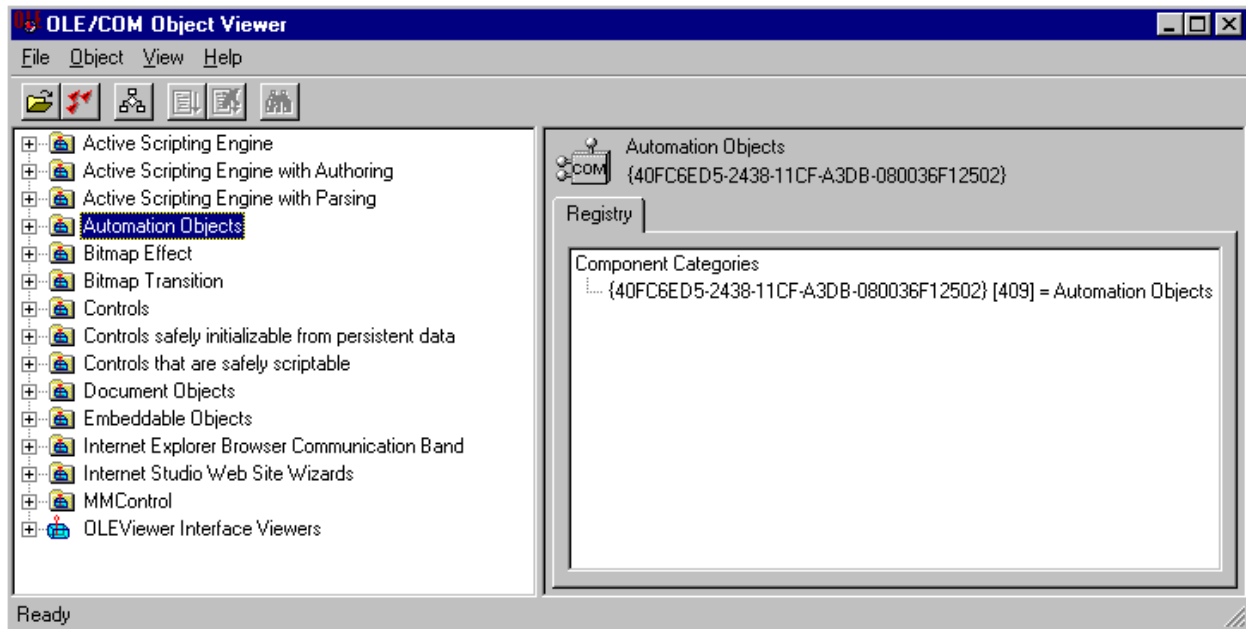 OLE/COM Object Viewer
File Object View Help
Active Scripting Engine
Active Scripting Engine with Authoring
Active Scripting Engine with Parsing
Automation Objects
Bitmap Effect
Bitmap Transition
Controls
Controls safely initializable from persistent data
Controls that are safely scriptable
Document Objects
Embeddable Objects
Internet Explorer Browser Communication Band
Internet Studio Web Site Wizards
MMControl
OLEViewer Interface Viewers
COM
Automation Objects
{40FC6ED5-2438-11CF-A3DB-080036F12502}
Registry
Component Categories
{40FC6ED5-2438-11CF-A3DB-080036F12502} [409] = Automation Objects
Ready